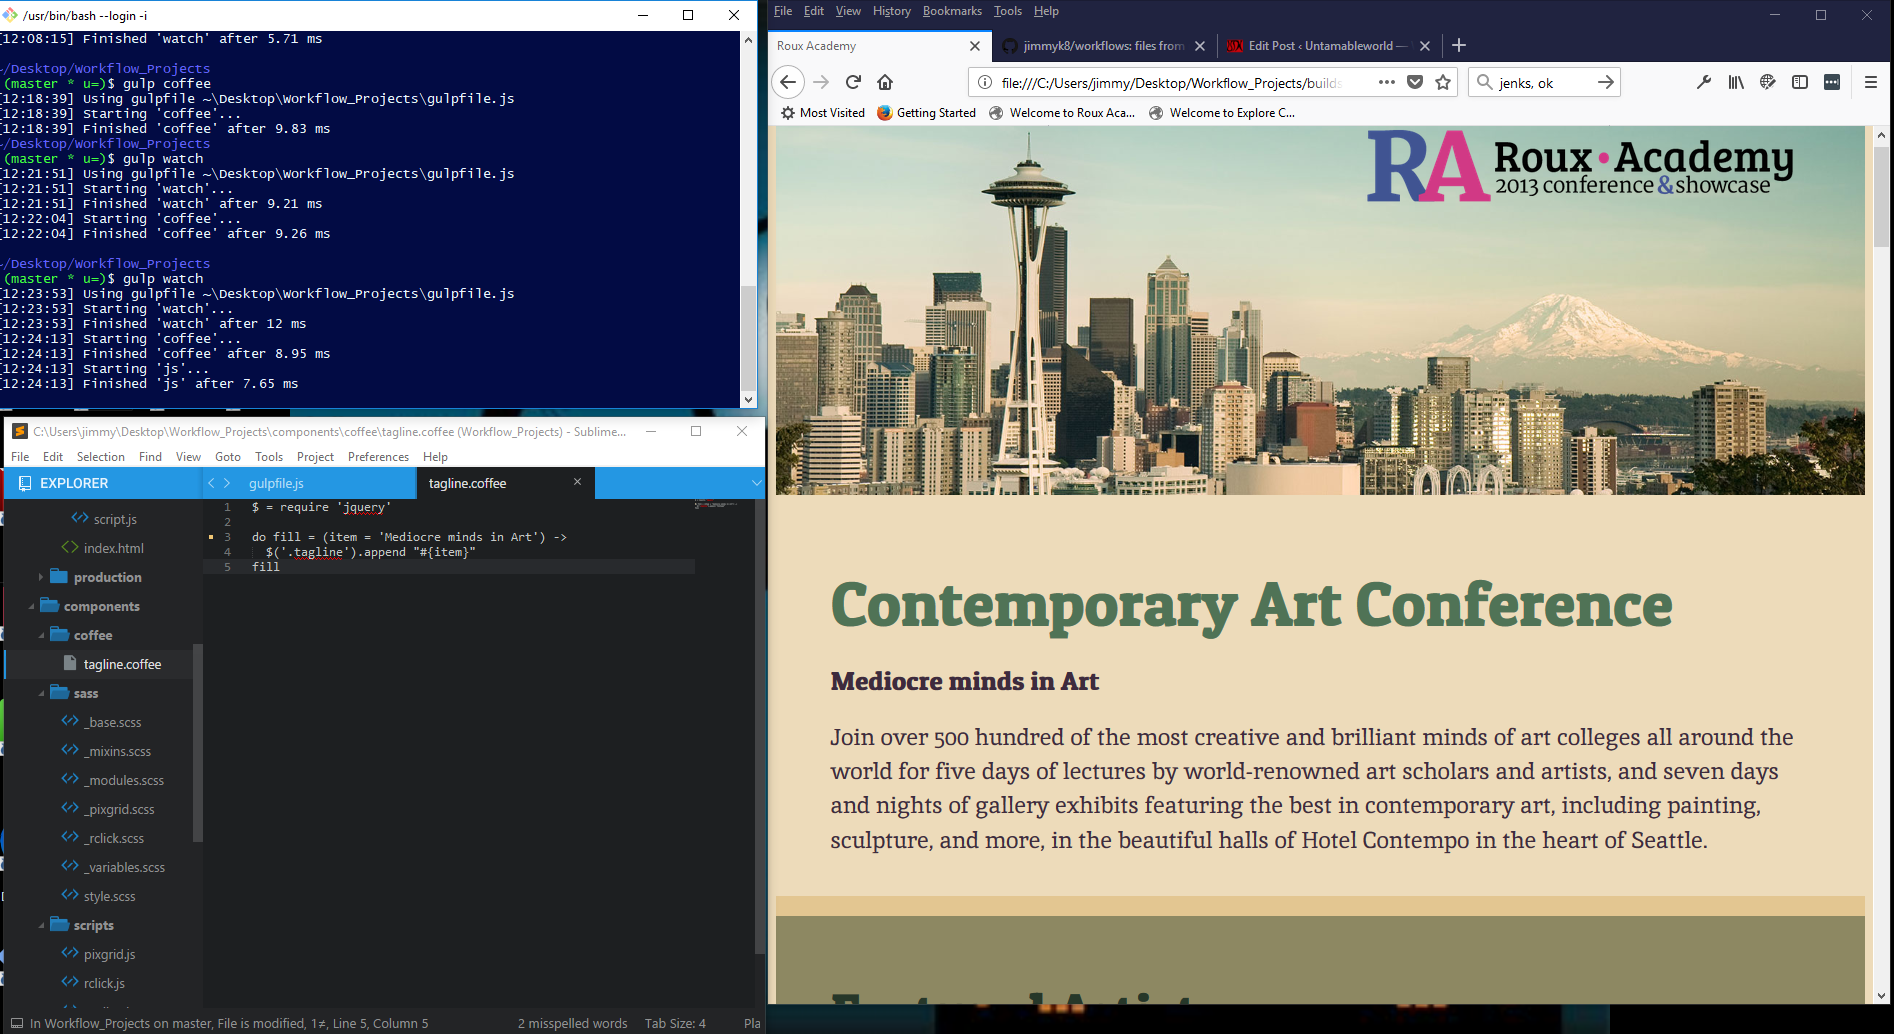 /usr/bin/bash --login -i
[12:08:15] Finished 'watch' after 5.71 ms
~/Desktop/Workflow_Projects
(master * u=)$ gulp coffee
[12:18:39] Using gulpfile ~\Desktop\Workflow_Projects\gulpfile.js
[12:18:39] Starting 'coffee'...
[12:18:39] Finished 'coffee' after 9.83 ms
~/Desktop/Workflow_Projects
(master * u=)$ gulp watch
[12:21:51] Using gulpfile ~\Desktop\Workflow_Projects\gulpfile.js
[12:21:51] Starting 'watch'...
[12:21:51] Finished 'watch' after 9.21 ms
[12:22:04] Starting 'coffee'...
[12:22:04] Finished 'coffee' after 9.26 ms
~/Desktop/Workflow_Projects
(master * u=)$ gulp watch
[12:23:53] Using gulpfile ~\Desktop\Workflow_Projects\gulpfile.js
[12:23:53] Starting 'watch'...
[12:23:53] Finished 'watch' after 12 ms
[12:24:13] Starting 'coffee'...
[12:24:13] Finished 'coffee' after 8.95 ms
[12:24:13] Starting 'js'...
[12:24:13] Finished 'js' after 7.65 ms
C:\Users\jimmy\Desktop\Workflow_Projects\components\coffee\tagline.coffee (Workflow_Projects) - Sublime...
File Edit Selection Find View Goto Tools Project Preferences Help
EXPLORER
script.js
index.html
production
components
coffee
tagline.coffee
sass
_base.scss
_mixins.scss
_modules.scss
_pixgrid.scss
_rclick.scss
_variables.scss
style.scss
scripts
pixgrid.js
rclick.js
gulpfile.js tagline.coffee
1 $ = require 'jquery'
2
3 do fill = (item = 'Mediocre minds in Art') ->
4 $('.tagline').append "#{item}"
5 fill
In Workflow_Projects on master, File is modified, 1≠, Line 5, Column 5 2 misspelled words Tab Size: 4 Pla
File Edit View History Bookmarks Tools Help
Roux Academy jimmyk8/workflows: files from Edit Post ‹ Untamableworld —
file:///C:/Users/jimmy/Desktop/Workflow_Projects/builds jenks, ok
Most Visited Getting Started Welcome to Roux Aca... Welcome to Explore C...
RA Roux•Academy
2013 conference & showcase
Contemporary Art Conference
Mediocre minds in Art
Join over 500 hundred of the most creative and brilliant minds of art colleges all around the
world for five days of lectures by world-renowned art scholars and artists, and seven days
and nights of gallery exhibits featuring the best in contemporary art, including painting,
sculpture, and more, in the beautiful halls of Hotel Contempo in the heart of Seattle.